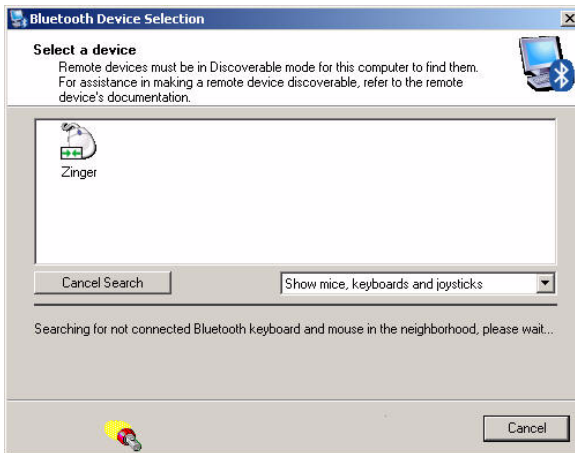 Bluetooth Device Selection
Select a device
Remote devices must be in Discoverable mode for this computer to find them.
For assistance in making a remote device discoverable, refer to the remote
device's documentation.
Zinger
Cancel Search
Show mice, keyboards and joysticks
Searching for not connected Bluetooth keyboard and mouse in the neighborhood, please wait...
Cancel